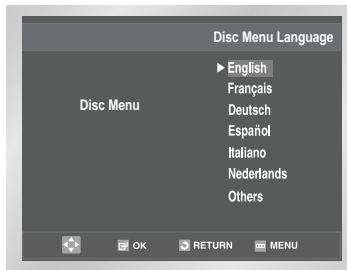 Disc Menu Language
English
Français
Disc Menu
Deutsch
Español
Italiano
Nederlands
Others
OK RETURN MENU